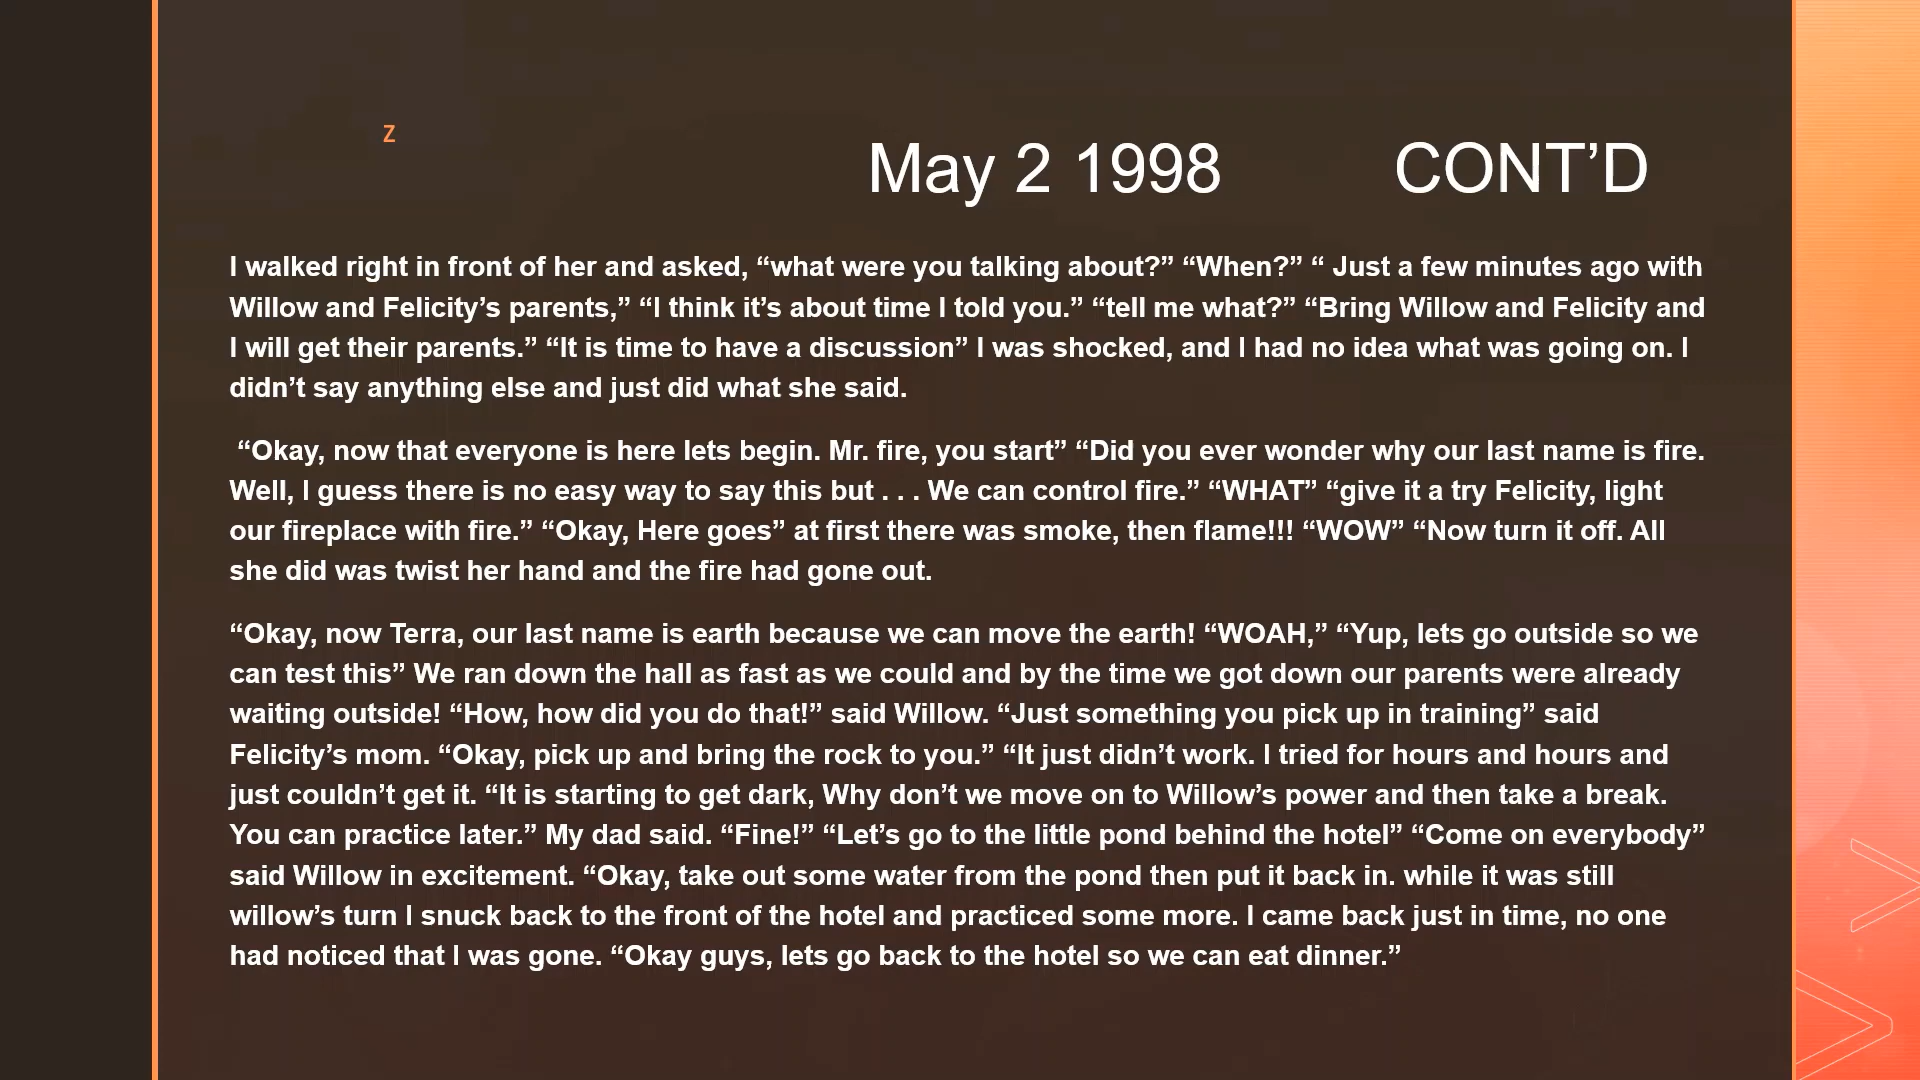 z
May 2 1998 CONT’D
I walked right in front of her and asked, “what were you talking about?” “When?” “ Just a few minutes ago with
Willow and Felicity’s parents,” “I think it’s about time I told you.” “tell me what?” “Bring Willow and Felicity and
I will get their parents.” “It is time to have a discussion” I was shocked, and I had no idea what was going on. I
didn’t say anything else and just did what she said.
“Okay, now that everyone is here lets begin. Mr. fire, you start” “Did you ever wonder why our last name is fire.
Well, I guess there is no easy way to say this but . . . We can control fire.” “WHAT” “give it a try Felicity, light
our fireplace with fire.” “Okay, Here goes” at first there was smoke, then flame!!! “WOW” “Now turn it off. All
she did was twist her hand and the fire had gone out.
“Okay, now Terra, our last name is earth because we can move the earth! “WOAH,” “Yup, lets go outside so we
can test this” We ran down the hall as fast as we could and by the time we got down our parents were already
waiting outside! “How, how did you do that!” said Willow. “Just something you pick up in training” said
Felicity’s mom. “Okay, pick up and bring the rock to you.” “It just didn’t work. I tried for hours and hours and
just couldn’t get it. “It is starting to get dark, Why don’t we move on to Willow’s power and then take a break.
You can practice later.” My dad said. “Fine!” “Let’s go to the little pond behind the hotel” “Come on everybody”
said Willow in excitement. “Okay, take out some water from the pond then put it back in. while it was still
willow’s turn I snuck back to the front of the hotel and practiced some more. I came back just in time, no one
had noticed that I was gone. “Okay guys, lets go back to the hotel so we can eat dinner.”